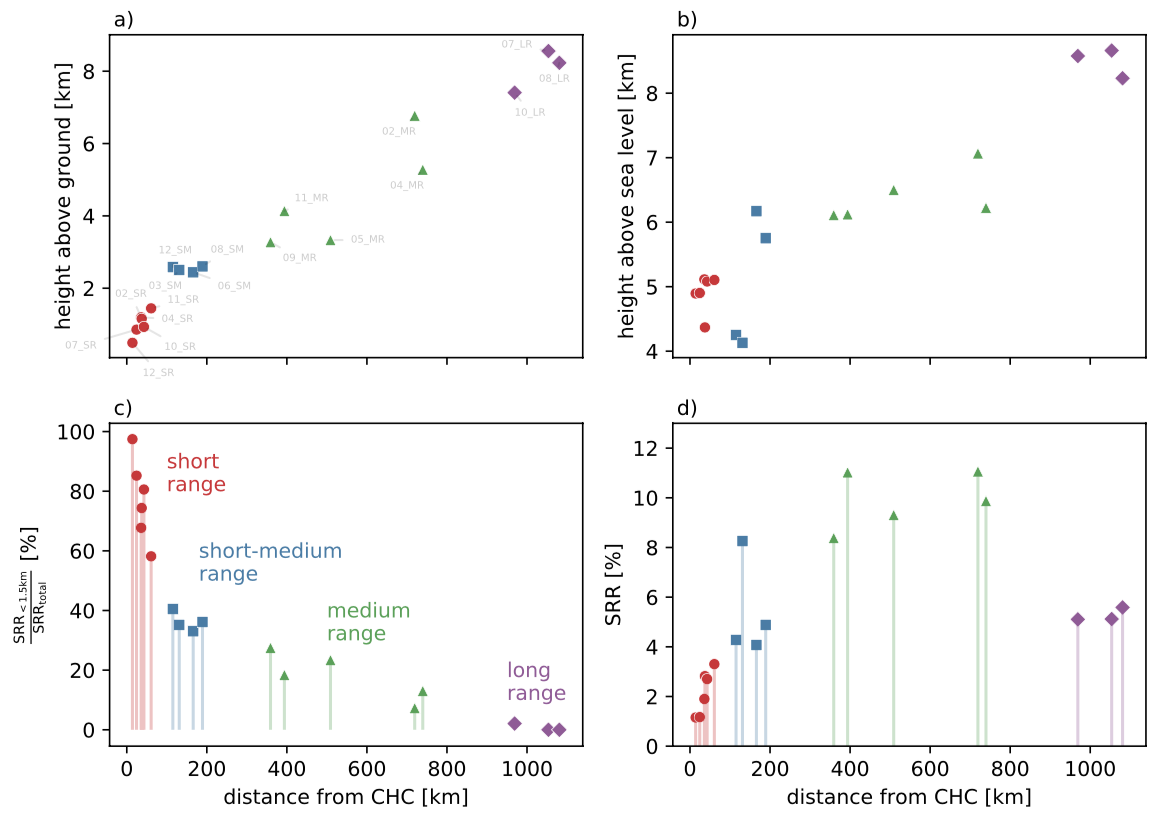 a)
b)
height above ground [km]
8
6
4
2
07_LR
08_LR
10_LR
02_MR
04_MR
11_MR
05_MR
09_MR
12_SM
08_SM
03_SM
06_SM
02_SR
11_SR
04_SR
07_SR
10_SR
12_SR
height above sea level [km]
8
7
6
5
4
c)
d)
SRR<1.5km
SRRtotal
[%]
100
80
60
40
20
0
short
range
short-medium
range
medium
range
long
range
0 200 400 600 800 1000
distance from CHC [km]
SRR [%]
12
10
8
6
4
2
0
0 200 400 600 800 1000
distance from CHC [km]